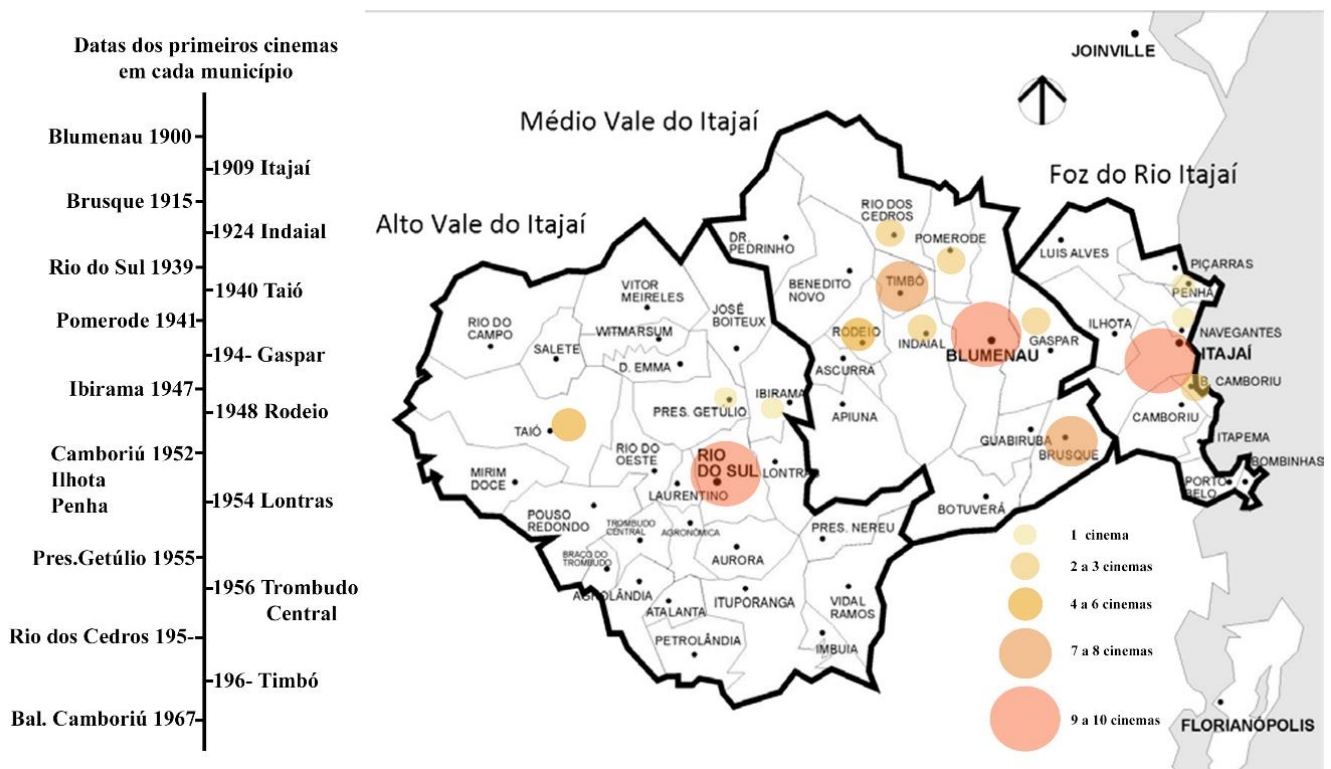 Datas dos primeiros cinemas
em cada município
Blumenau 1900
1909 Itajaí
Brusque 1915
1924 Indaial
Rio do Sul 1939
1940 Taió
Pomerode 1941
194- Gaspar
Ibirama 1947
1948 Rodeio
Camboriú 1952
Ilhota
Penha
1954 Lontras
Pres.Getúlio 1955
1956 Trombudo
Central
Rio dos Cedros 195-
196- Timbó
Bal. Camboriú 1967
Alto Vale do Itajaí
Médio Vale do Itajaí
Foz do Rio Itajaí
JOINVILLE
RIO DO
CAMPO
VITOR
MEIRELES
WITMARSUM
SALETE
D. EMMA
JOSÉ
BOITEUX
PRES. GETÚLIO
IBIRAMA
TAIÓ
RIO DO
OESTE
RIO
DO SUL
LONTRAS
MIRIM
DOCE
LAURENTINO
POUSO
REDONDO
TROMBUDO
CENTRAL
AGRONÔMICA
BRAÇO DO
TROMBUDO
AURORA
PRES. NEREU
AGROLÂNDIA
ATALANTA
ITUPORANGA
VIDAL
RAMOS
PETROLÂNDIA
IMBUIA
DR.
PEDRINHO
RIO DOS
CEDROS
POMERODE
BENEDITO
NOVO
TIMBÓ
RODEIO
INDAIAL
BLUMENAU
GASPAR
ASCURRA
APIUNA
GUABIRUBA
BRUSQUE
BOTUVERÁ
LUIS ALVES
PIÇARRAS
PENHA
ILHOTA
NAVEGANTES
ITAJAÍ
B. CAMBORIU
CAMBORIU
ITAPEMA
BOMBINHAS
PORTO
BELO
1 cinema
2 a 3 cinemas
4 a 6 cinemas
7 a 8 cinemas
9 a 10 cinemas
FLORIANÓPOLIS